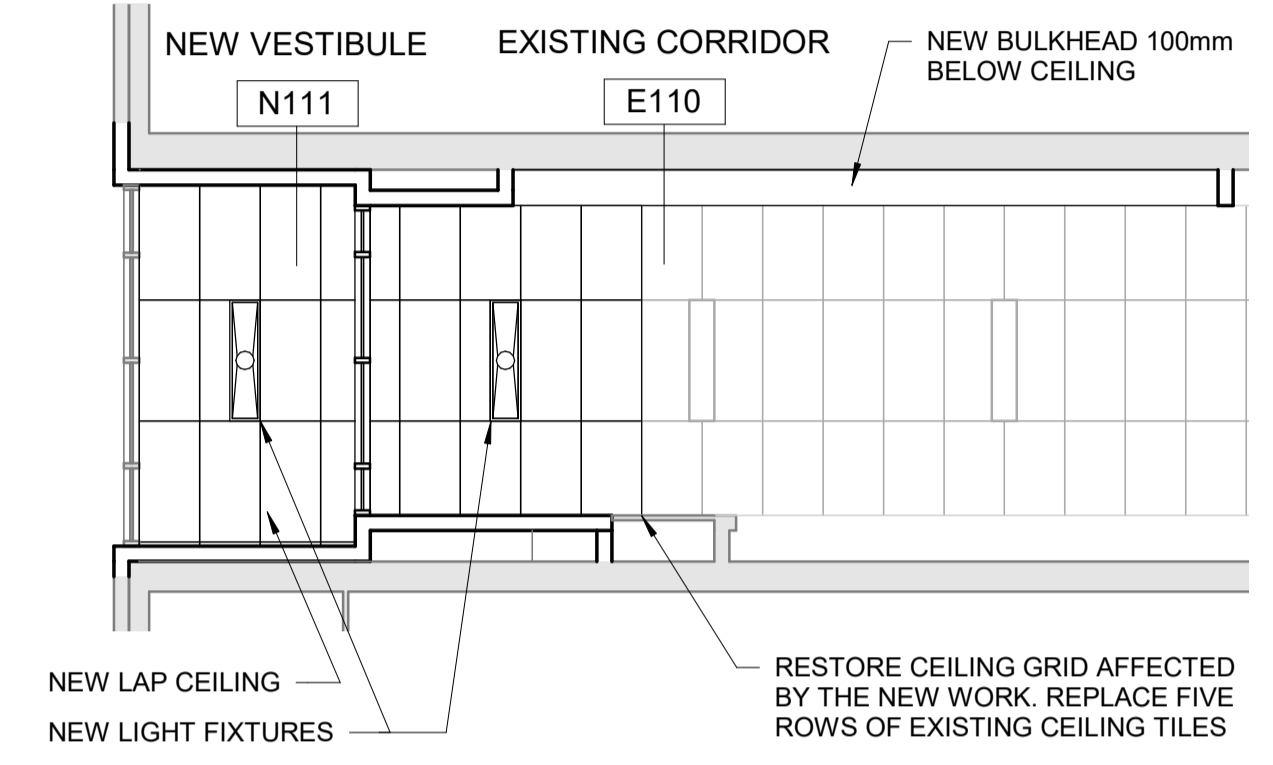 NEW VESTIBULE
N111
EXISTING CORRIDOR
E110
NEW BULKHEAD 100mm
BELOW CEILING
NEW LAP CEILING
NEW LIGHT FIXTURES
RESTORE CEILING GRID AFFECTED
BY THE NEW WORK. REPLACE FIVE
ROWS OF EXISTING CEILING TILES